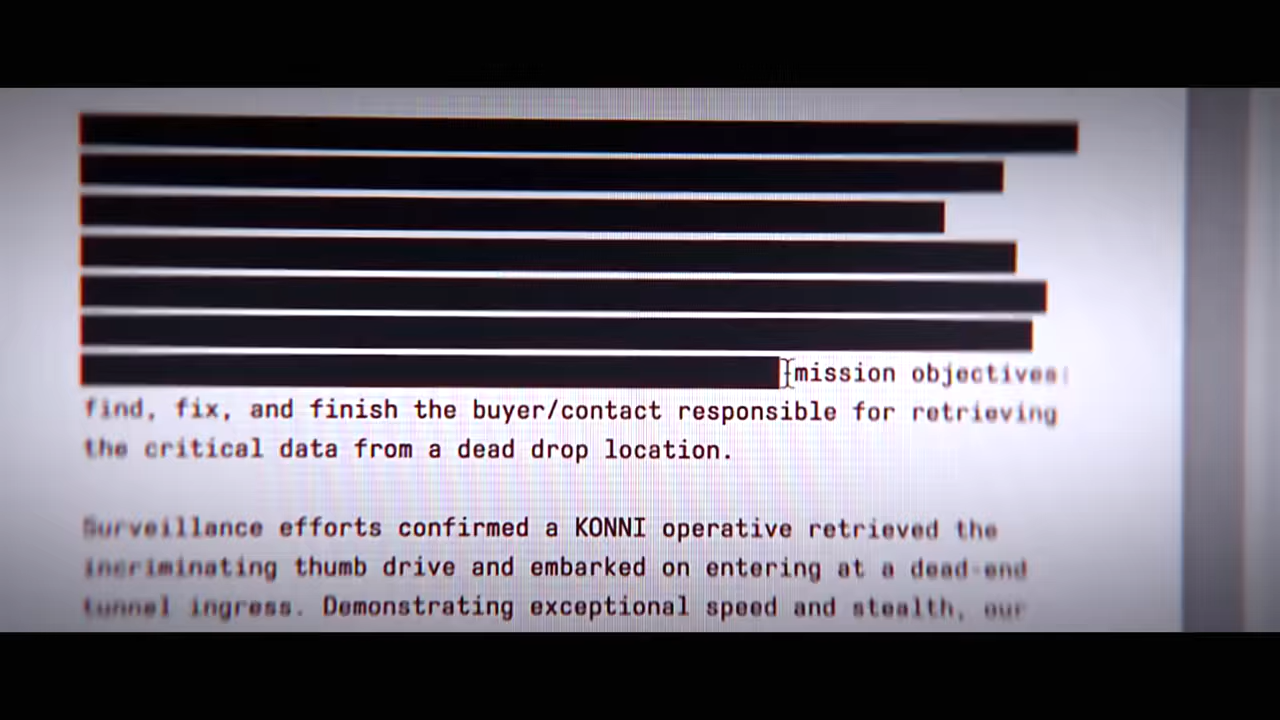 mission objectives:
find, fix, and finish the buyer/contact responsible for retrieving
the critical data from a dead drop location.
Surveillance efforts confirmed a KONNI operative retrieved the
incriminating thumb drive and embarked on entering at a dead-end
tunnel ingress. Demonstrating exceptional speed and stealth, our